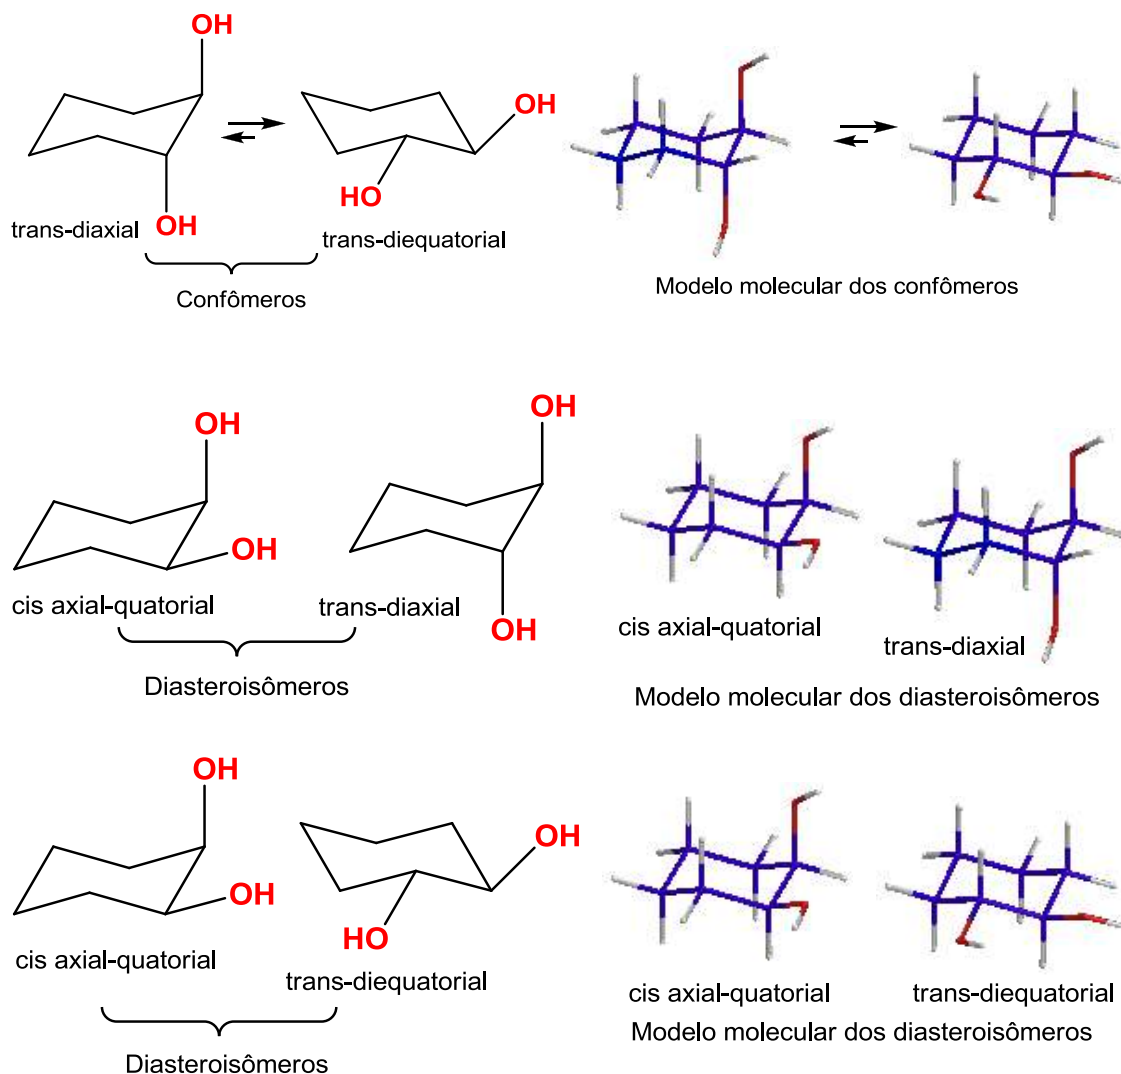 OH
OH
trans-diaxial
OH
HO
trans-diequatorial
Confômeros
Modelo molecular dos confômeros
OH
OH
cis axial-quatorial
OH
trans-diaxial
OH
Diasteroisômeros
cis axial-quatorial
trans-diaxial
Modelo molecular dos diasteroisômeros
OH
OH
cis axial-quatorial
OH
HO
trans-diequatorial
Diasteroisômeros
cis axial-quatorial
trans-diequatorial
Modelo molecular dos diasteroisômeros